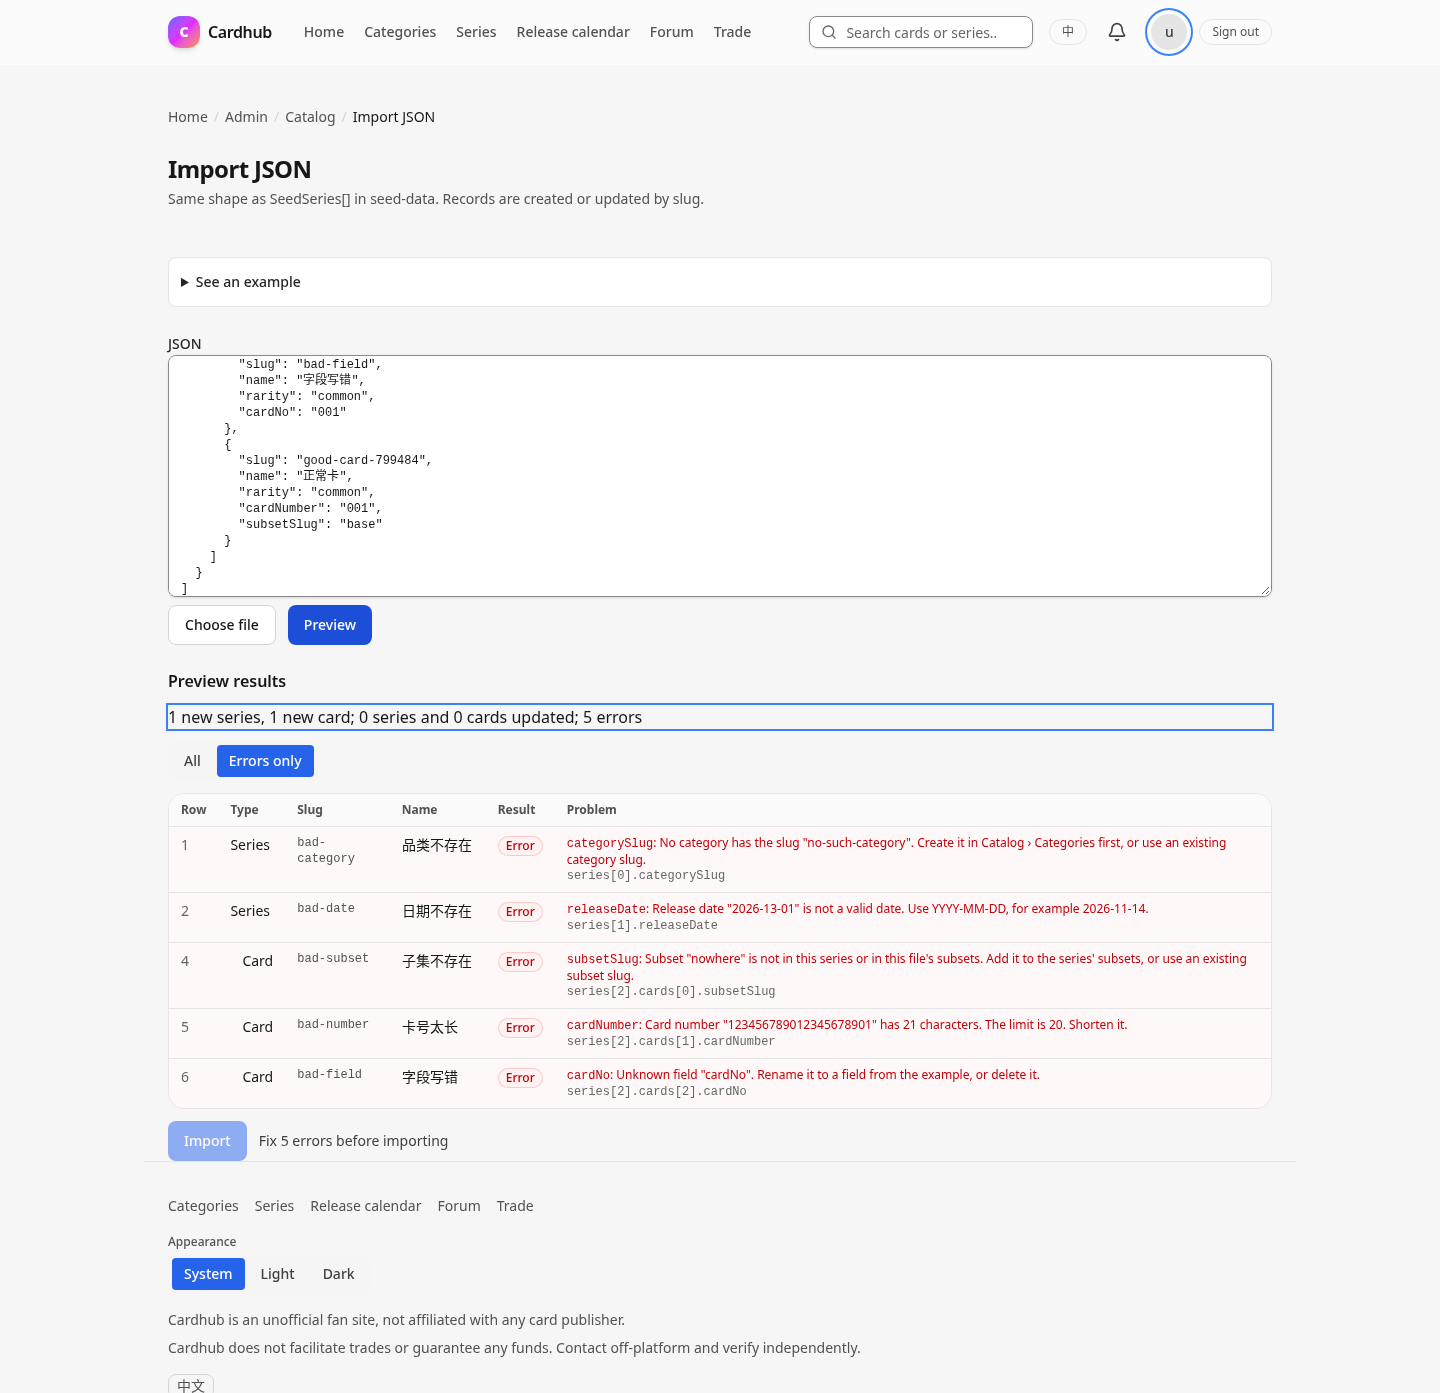 C Cardhub Home Categories Series Release calendar Forum Trade Search cards or series.. 中 u Sign out
Home / Admin / Catalog / Import JSON
Import JSON
Same shape as SeedSeries[] in seed-data. Records are created or updated by slug.
▶ See an example
JSON
"slug": "bad-field",
"name": "字段写错",
"rarity": "common",
"cardNo": "001"
},
{
"slug": "good-card-799484",
"name": "正常卡",
"rarity": "common",
"cardNumber": "001",
"subsetSlug": "base"
}
]
}
]
Choose file Preview
Preview results
1 new series, 1 new card; 0 series and 0 cards updated; 5 errors
All Errors only
Row Type Slug Name Result Problem
1 Series bad-category 品类不存在 Error categorySlug: No category has the slug "no-such-category". Create it in Catalog › Categories first, or use an existing
category slug.
series[0].categorySlug
2 Series bad-date 日期不存在 Error releaseDate: Release date "2026-13-01" is not a valid date. Use YYYY-MM-DD, for example 2026-11-14.
series[1].releaseDate
4 Card bad-subset 子集不存在 Error subsetSlug: Subset "nowhere" is not in this series or in this file's subsets. Add it to the series' subsets, or use an existing
subset slug.
series[2].cards[0].subsetSlug
5 Card bad-number 卡号太长 Error cardNumber: Card number "123456789012345678901" has 21 characters. The limit is 20. Shorten it.
series[2].cards[1].cardNumber
6 Card bad-field 字段写错 Error cardNo: Unknown field "cardNo". Rename it to a field from the example, or delete it.
series[2].cards[2].cardNo
Import Fix 5 errors before importing
Categories Series Release calendar Forum Trade
Appearance
System Light Dark
Cardhub is an unofficial fan site, not affiliated with any card publisher.
Cardhub does not facilitate trades or guarantee any funds. Contact off-platform and verify independently.
中文